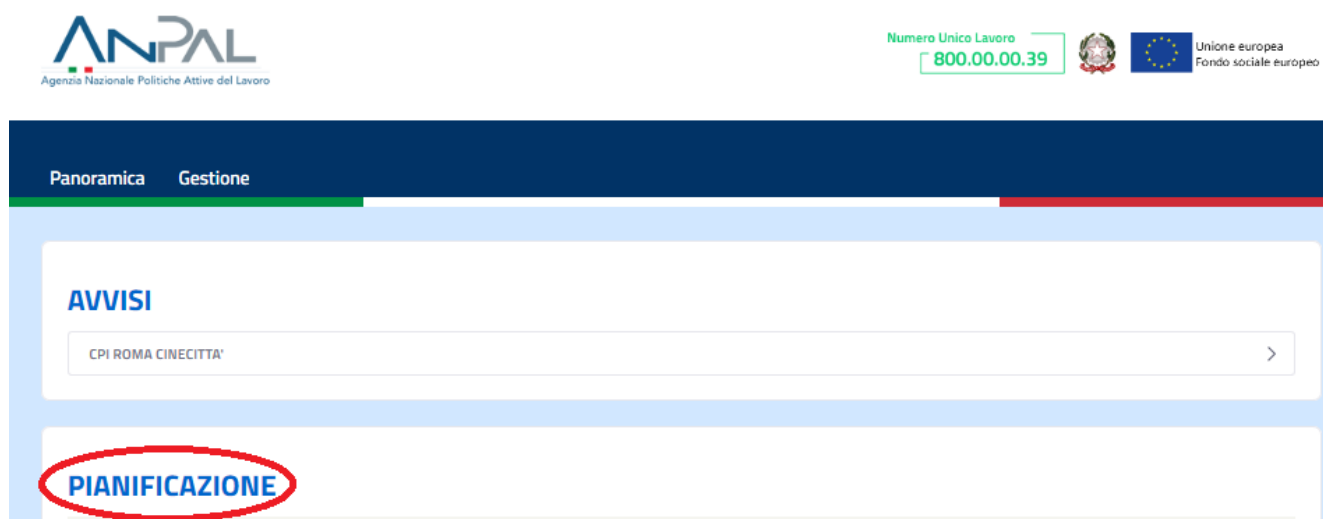 ANPAL
Agenzia Nazionale Politiche Attive del Lavoro
Numero Unico Lavoro
800.00.00.39
Unione europea
Fondo sociale europeo
Panoramica Gestione
AVVISI
CPI ROMA CINECITTA'
PIANIFICAZIONE